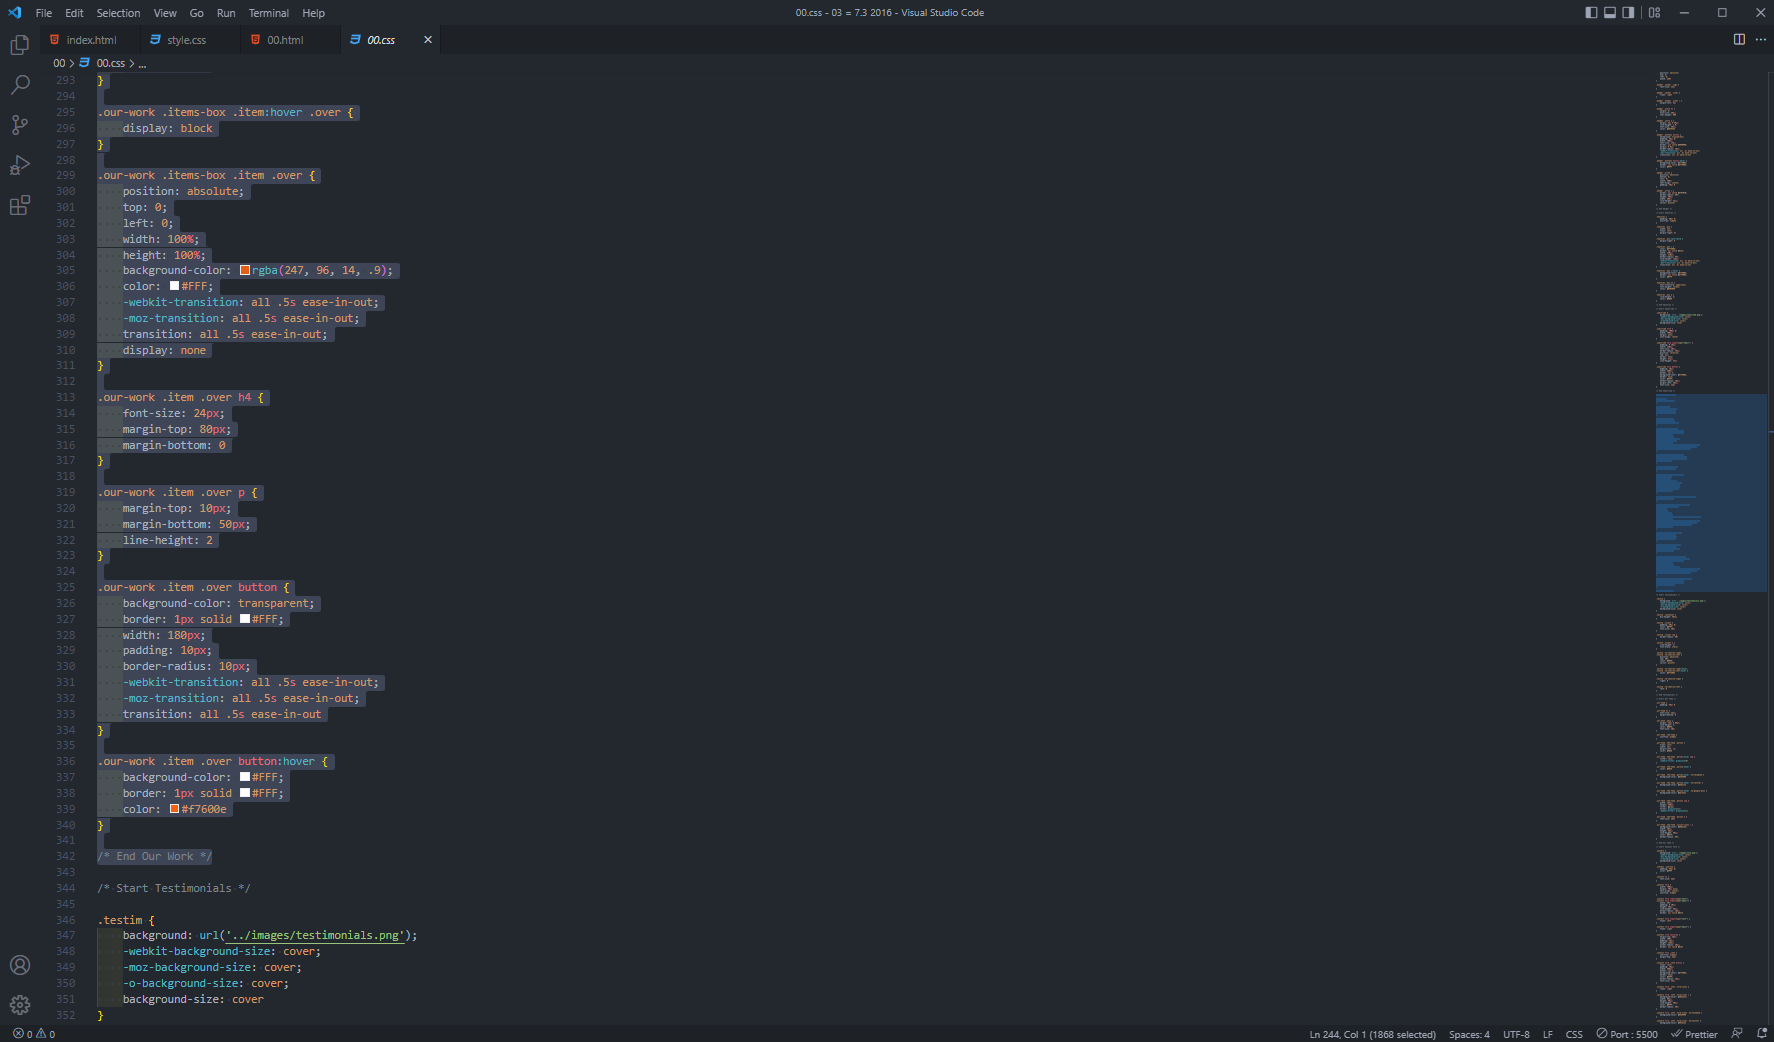 File Edit Selection View Go Run Terminal Help
00.css - 03 = 7.3 2016 - Visual Studio Code
index.html style.css 00.html 00.css
00 > 00.css > ...
293 }
294
295 .our-work .items-box .item:hover .over {
296 display: block
297 }
298
299 .our-work .items-box .item .over {
300 position: absolute;
301 top: 0;
302 left: 0;
303 width: 100%;
304 height: 100%;
305 background-color: rgba(247, 96, 14, .9);
306 color: #FFF;
307 -webkit-transition: all .5s ease-in-out;
308 -moz-transition: all .5s ease-in-out;
309 transition: all .5s ease-in-out;
310 display: none
311 }
312
313 .our-work .item .over h4 {
314 font-size: 24px;
315 margin-top: 80px;
316 margin-bottom: 0
317 }
318
319 .our-work .item .over p {
320 margin-top: 10px;
321 margin-bottom: 50px;
322 line-height: 2
323 }
324
325 .our-work .item .over button {
326 background-color: transparent;
327 border: 1px solid #FFF;
328 width: 180px;
329 padding: 10px;
330 border-radius: 10px;
331 -webkit-transition: all .5s ease-in-out;
332 -moz-transition: all .5s ease-in-out;
333 transition: all .5s ease-in-out
334 }
335
336 .our-work .item .over button:hover {
337 background-color: #FFF;
338 border: 1px solid #FFF;
339 color: #f7600e
340 }
341
342 /* End Our Work */
343
344 /* Start Testimonials */
345
346 .testim {
347 background: url('../images/testimonials.png');
348 -webkit-background-size: cover;
349 -moz-background-size: cover;
350 -o-background-size: cover;
351 background-size: cover
352 }
0 0 Ln 244, Col 1 (1868 selected) Spaces: 4 UTF-8 LF CSS Port : 5500 Prettier